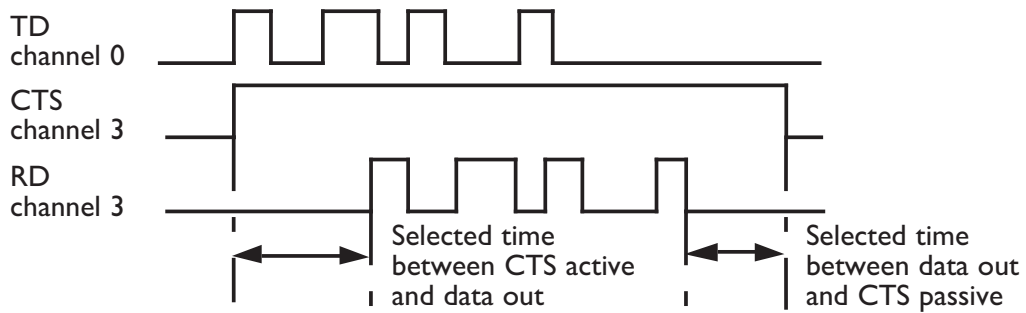 TD
channel 0
CTS
channel 3
RD
channel 3
Selected time
between CTS active
and data out
Selected time
between data out
and CTS passive